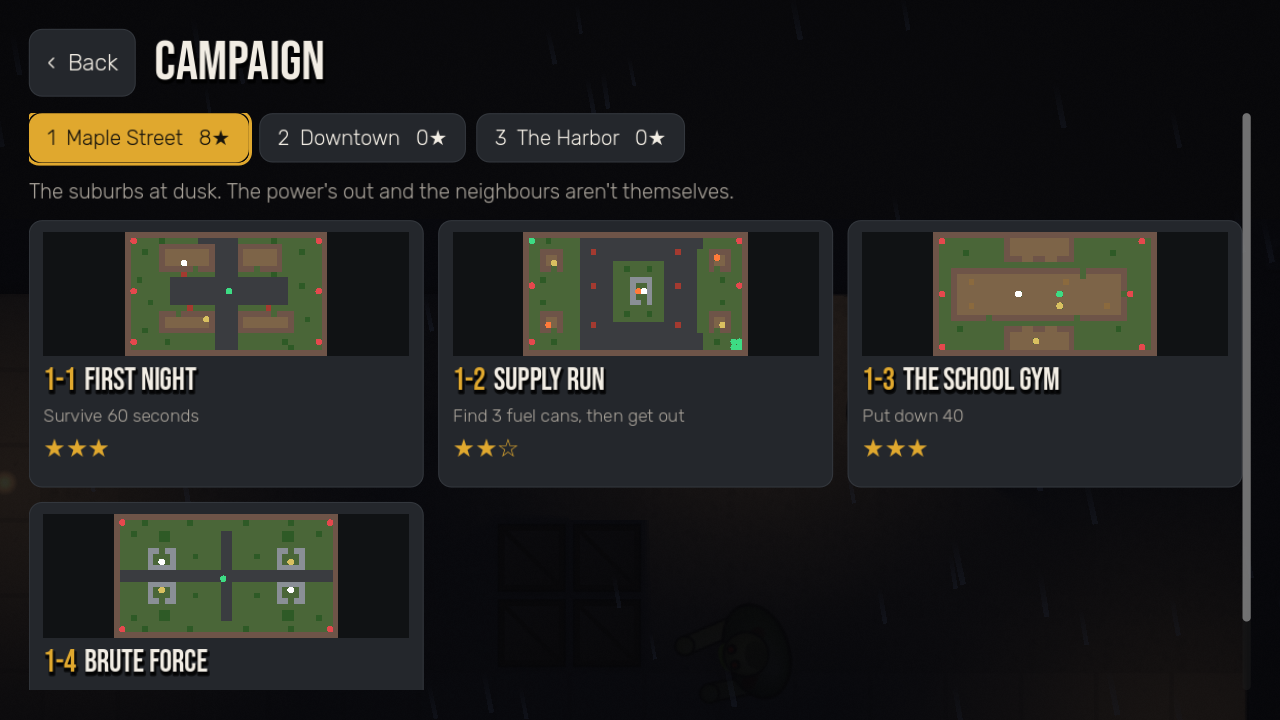 ‹ Back
CAMPAIGN
1 Maple Street 8★
2 Downtown 0★
3 The Harbor 0★
The suburbs at dusk. The power's out and the neighbours aren't themselves.
1-1 FIRST NIGHT
Survive 60 seconds
★★★
1-2 SUPPLY RUN
Find 3 fuel cans, then get out
★★☆
1-3 THE SCHOOL GYM
Put down 40
★★★
1-4 BRUTE FORCE